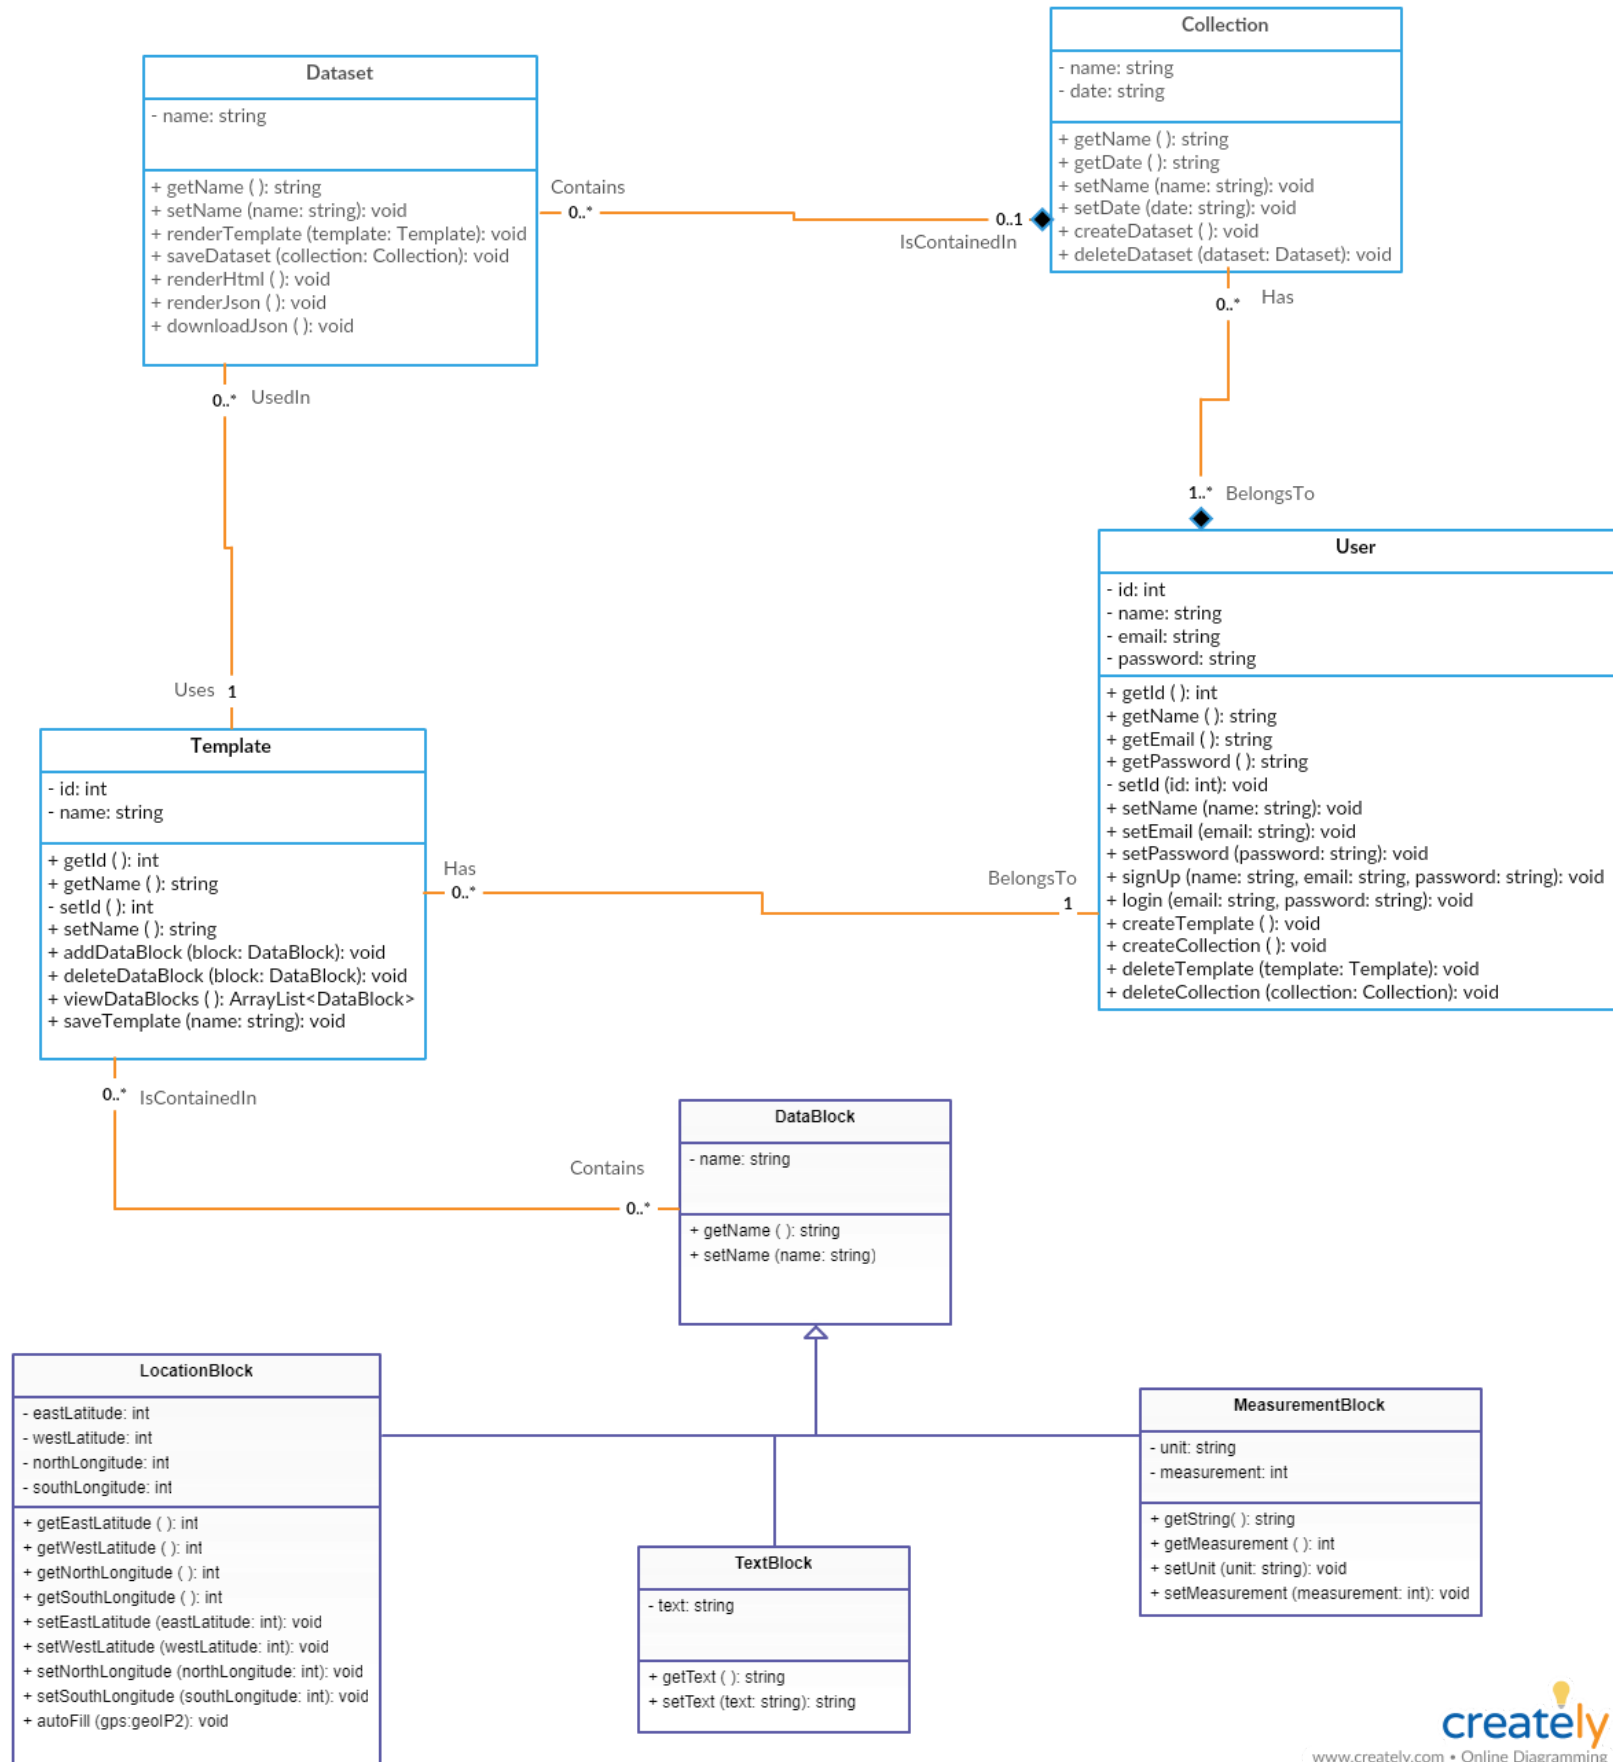 Collection
- name: string
- date: string
+ getName ( ): string
+ getDate ( ): string
+ setName (name: string): void
+ setDate (date: string): void
+ createDataset ( ): void
+ deleteDataset (dataset: Dataset): void
Dataset
- name: string
+ getName ( ): string
+ setName (name: string): void
+ renderTemplate (template: Template): void
+ saveDataset (collection: Collection): void
+ renderHtml ( ): void
+ renderJson ( ): void
+ downloadJson ( ): void
Contains
0..*
0..1
IsContainedIn
0..* Has
0..* UsedIn
1..* BelongsTo
User
- id: int
- name: string
- email: string
- password: string
+ getId ( ): int
+ getName ( ): string
+ getEmail ( ): string
+ getPassword ( ): string
- setId (id: int): void
+ setName (name: string): void
+ setEmail (email: string): void
+ setPassword (password: string): void
+ signUp (name: string, email: string, password: string): void
+ login (email: string, password: string): void
+ createTemplate ( ): void
+ createCollection ( ): void
+ deleteTemplate (template: Template): void
+ deleteCollection (collection: Collection): void
Uses 1
Template
- id: int
- name: string
+ getId ( ): int
+ getName ( ): string
- setId ( ): int
+ setName ( ): string
+ addDataBlock (block: DataBlock): void
+ deleteDataBlock (block: DataBlock): void
+ viewDataBlocks ( ): ArrayList<DataBlock>
+ saveTemplate (name: string): void
Has
0..*
BelongsTo
1
0..* IsContainedIn
Contains
0..*
DataBlock
- name: string
+ getName ( ): string
+ setName (name: string)
LocationBlock
- eastLatitude: int
- westLatitude: int
- northLongitude: int
- southLongitude: int
+ getEastLatitude ( ): int
+ getWestLatitude ( ): int
+ getNorthLongitude ( ): int
+ getSouthLongitude ( ): int
+ setEastLatitude (eastLatitude: int): void
+ setWestLatitude (westLatitude: int): void
+ setNorthLongitude (northLongitude: int): void
+ setSouthLongitude (southLongitude: int): void
+ autoFill (gps:geoIP2): void
TextBlock
- text: string
+ getText ( ): string
+ setText (text: string): string
MeasurementBlock
- unit: string
- measurement: int
+ getString( ): string
+ getMeasurement ( ): int
+ setUnit (unit: string): void
+ setMeasurement (measurement: int): void
creately
www.creately.com • Online Diagramming